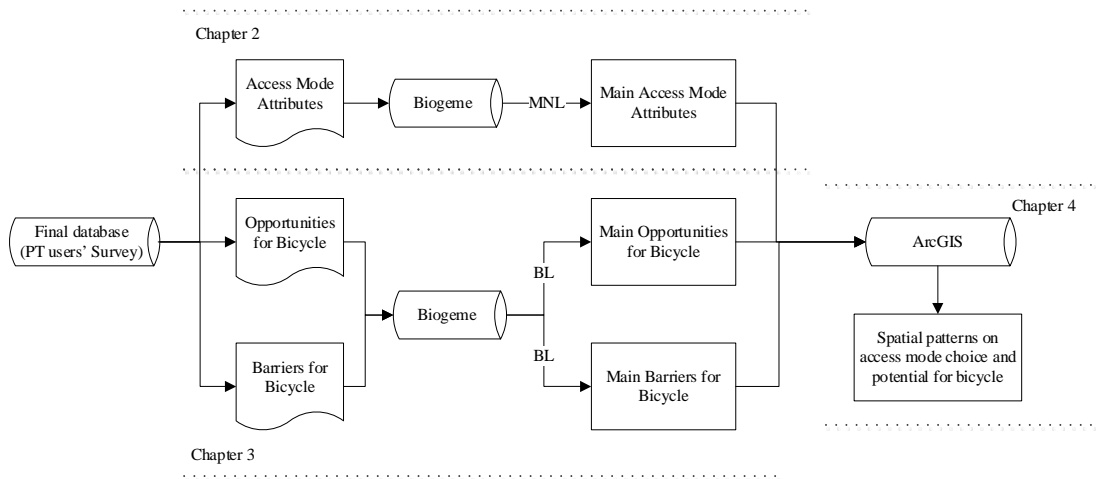 Chapter 2
Access Mode
Attributes
Biogeme
MNL
Main Access Mode
Attributes
Final database
(PT users' Survey)
Opportunities
for Bicycle
Barriers for
Bicycle
Biogeme
BL
BL
Main Opportunities
for Bicycle
Main Barriers for
Bicycle
Chapter 3
Chapter 4
ArcGIS
Spatial patterns on
access mode choice and
potential for bicycle